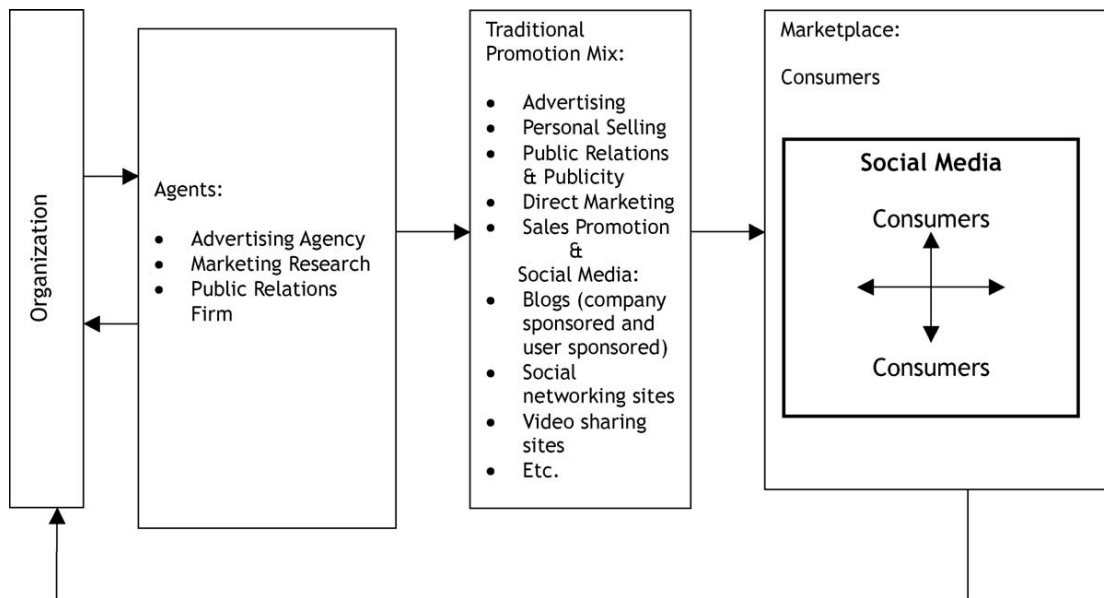 Organization
Agents:
• Advertising Agency
• Marketing Research
• Public Relations
Firm
Traditional
Promotion Mix:
• Advertising
• Personal Selling
• Public Relations
& Publicity
• Direct Marketing
• Sales Promotion
&
Social Media:
• Blogs (company
sponsored and
user sponsored)
• Social
networking sites
• Video sharing
sites
• Etc.
Marketplace:
Consumers
Social Media
Consumers
Consumers